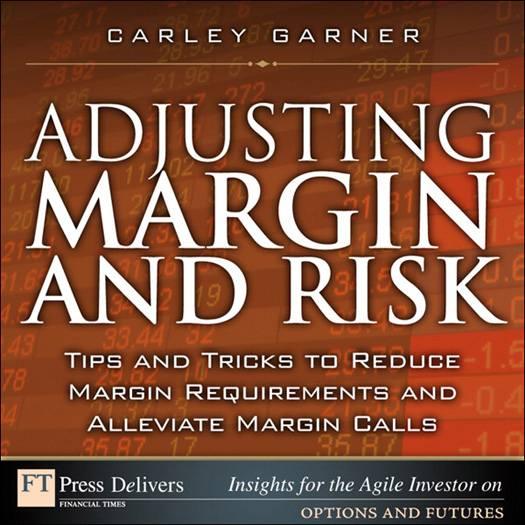 CARLEY GARNER
ADJUSTING
MARGIN
AND RISK
TIPS AND TRICKS TO REDUCE
MARGIN REQUIREMENTS AND
ALLEVIATE MARGIN CALLS
FT Press Delivers
FINANCIAL TIMES
Insights for the Agile Investor on
OPTIONS AND FUTURES